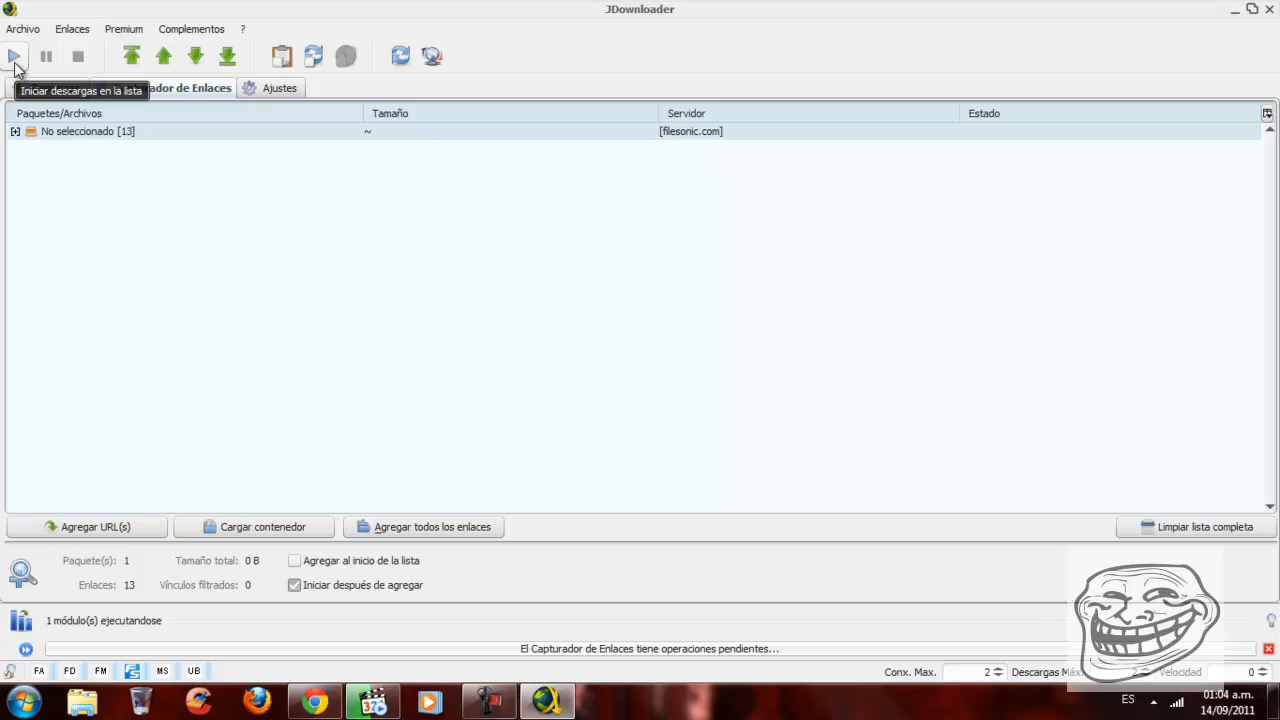 JDownloader
Archivo Enlaces Premium Complementos ?
Iniciar descargas en la lista
ador de Enlaces Ajustes
Paquetes/Archivos Tamaño Servidor Estado
No seleccionado [13] ~ [filesonic.com]
Agregar URL(s) Cargar contenedor Agregar todos los enlaces Limpiar lista completa
Paquete(s): 1 Tamaño total: 0 B Agregar al inicio de la lista
Enlaces: 13 Vínculos filtrados: 0 Iniciar después de agregar
1 módulo(s) ejecutandose
El Capturador de Enlaces tiene operaciones pendientes...
FA FD FM MS UB Conx. Max. 2 Descargas Máx. 2 Velocidad 0
ES 01:04 a.m.
14/09/2011